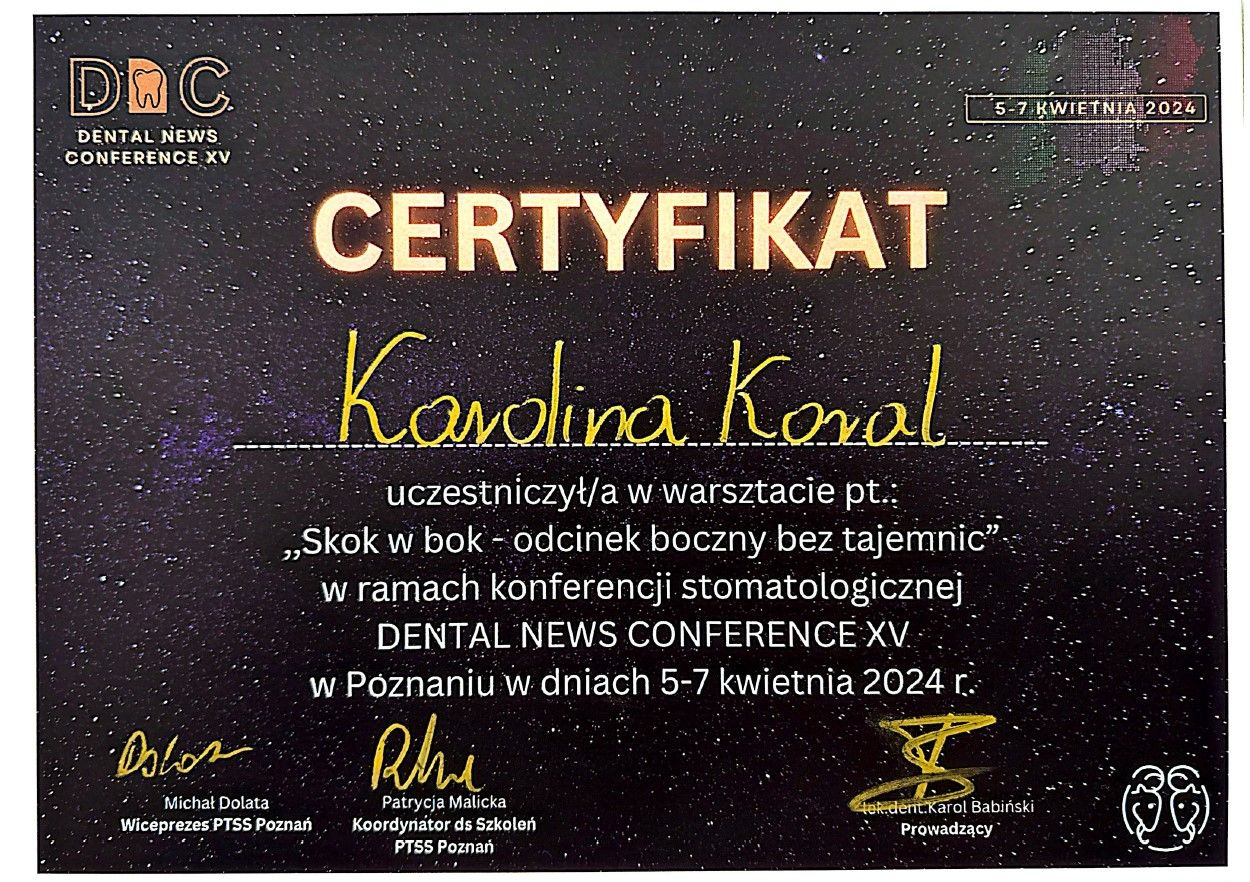 DNC
DENTAL NEWS
CONFERENCE XV
5-7 KWIETNIA 2024
CERTYFIKAT
Karolina Koral
uczestniczył/a w warsztacie pt.:
„Skok w bok - odcinek boczny bez tajemnic”
w ramach konferencji stomatologicznej
DENTAL NEWS CONFERENCE XV
w Poznaniu w dniach 5-7 kwietnia 2024 r.
Michał Dolata
Wiceprezes PTSS Poznań
Patrycja Malicka
Koordynator ds Szkoleń
PTSS Poznań
lek.dent.Karol Babiński
Prowadzący